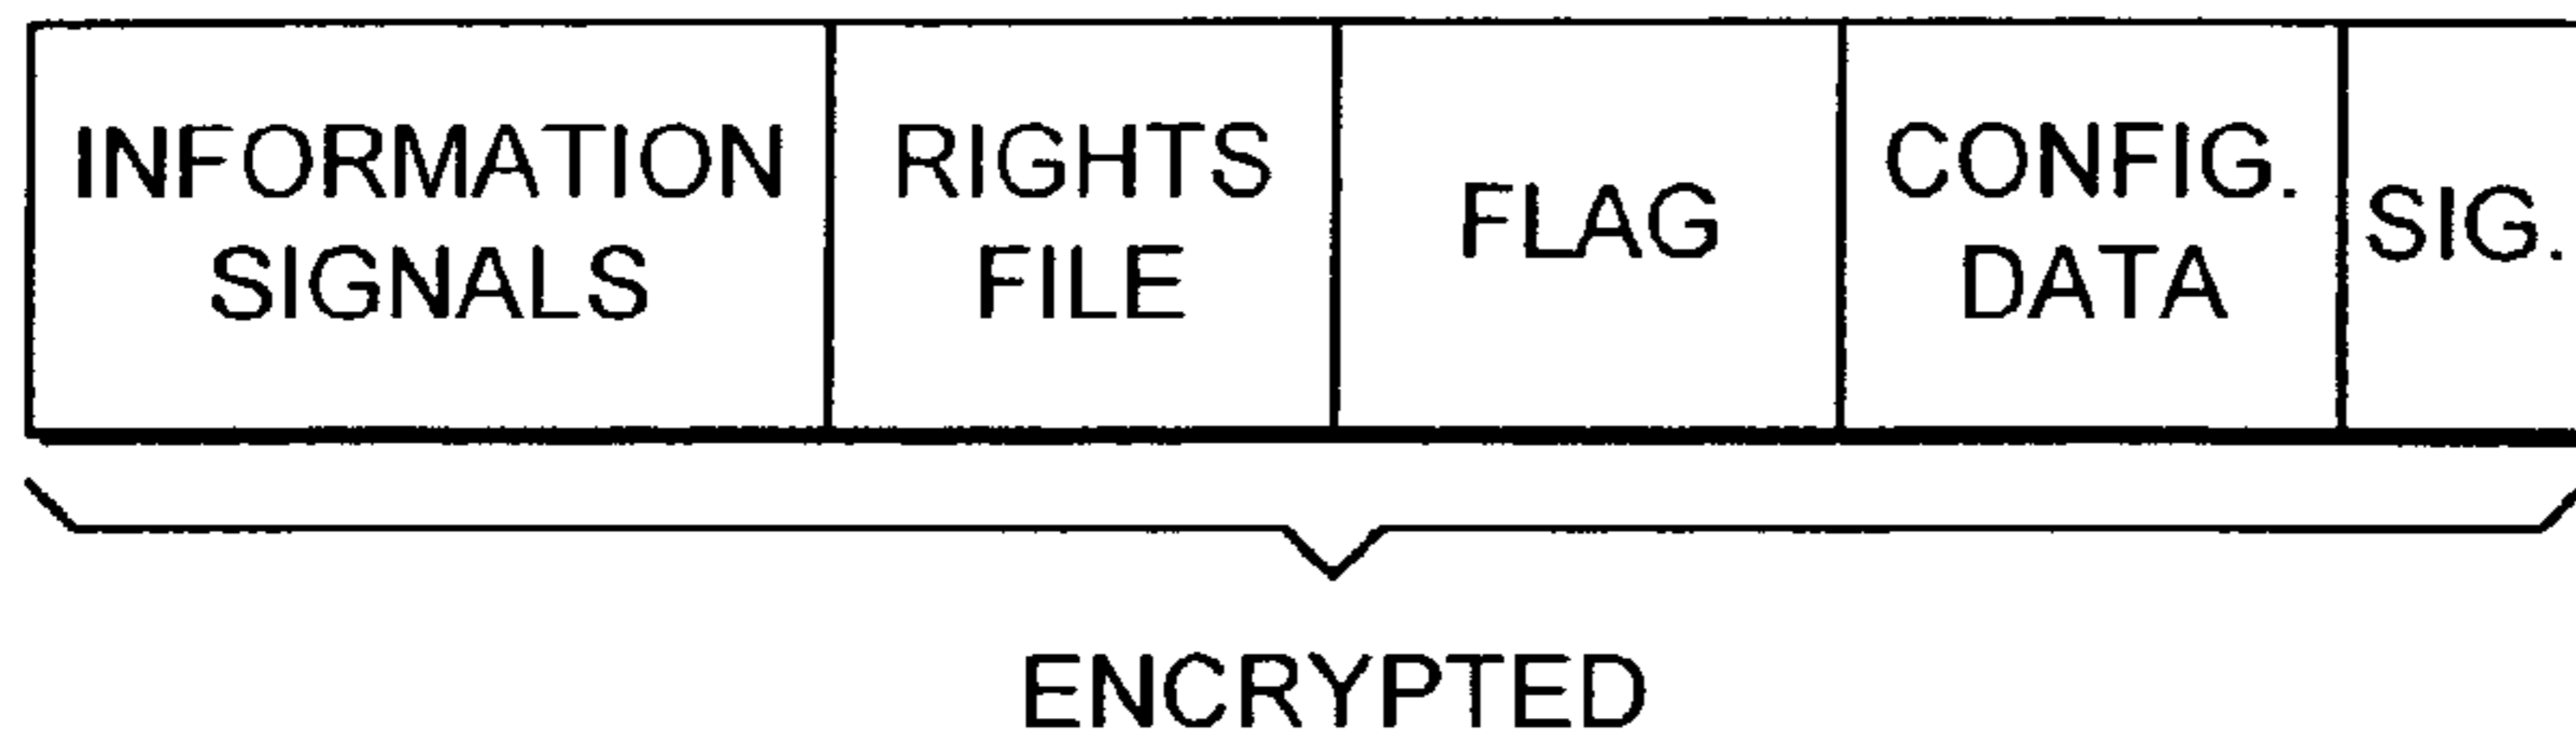 INFORMATION
SIGNALS
RIGHTS
FILE
FLAG
CONFIG.
DATA
SIG.
ENCRYPTED